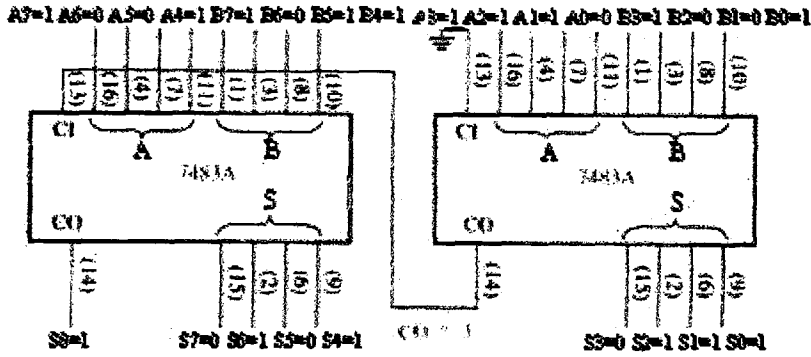 A7=1 A6=0 A5=0 A4=1 B7=1 B6=0 B5=1 B4=1 A3=1 A2=1 A1=1 A0=0 B3=1 B2=0 B1=0 B0=1
(13) (16) (4) (7) (11) (1) (3) (8) (10) (13) (16) (4) (7) (11) (1) (3) (8) (10)
CI A B CI A B
7483A 7483A
S S
CO CO
(14) (15) (2) (6) (9) (14) (15) (2) (6) (9)
S8=1 S7=0 S6=1 S5=0 S4=1 S3=0 S2=1 S1=1 S0=1